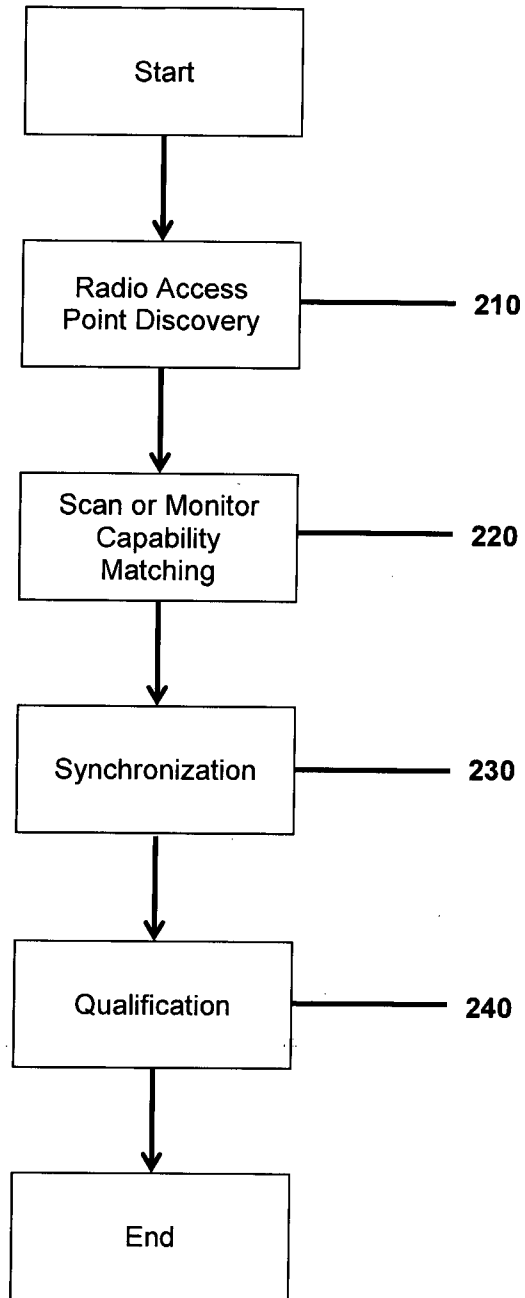 Start
Radio Access
Point Discovery
210
Scan or Monitor
Capability
Matching
220
Synchronization
230
Qualification
240
End